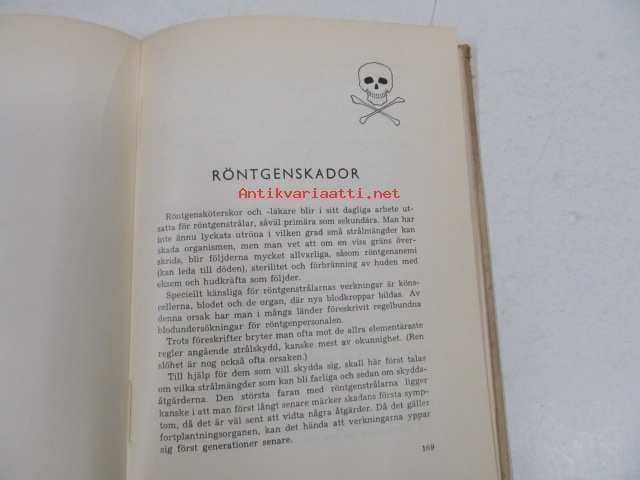 RÖNTGENSKADOR
Antikvariaatti.net
Röntgensköterskor och -läkare blir i sitt dagliga arbete ut-
satta för röntgenstrålar, såväl primära som sekundära. Man har
inte ännu lyckats utröna i vilken grad små strålmängder kan
skada organismen, men man vet att om en viss gräns över-
skrids, blir följderna mycket allvarliga, såsom röntgenanemi
(kan leda till döden), sterilitet och förbränning av huden med
eksem och hudkräfta som följder.
Speciellt känsliga för röntgenstrålarnas verkningar är köns-
cellerna, blodet och de organ, där nya blodkroppar bildas. Av
denna orsak har man i många länder föreskrivit regelbundna
blodundersökningar för röntgenpersonalen.
Trots föreskrifter bryter man ofta mot de allra elementäraste
regler angående strålskydd, kanske mest av okunnighet. (Ren
slöhet är nog också ofta orsaken.)
Till hjälp för dem som vill skydda sig, skall här först talas
om vilka strålmängder som kan bli farliga och sedan om skydds-
åtgärderna. Den största faran med röntgenstrålarna ligger
kanske i att man först långt senare märker skadans första symp-
tom, då det är väl sent att vidta några åtgärder. Då det gäller
fortplantningsorganen, kan det hända att verkningarna yppar
sig först generationer senare.
169